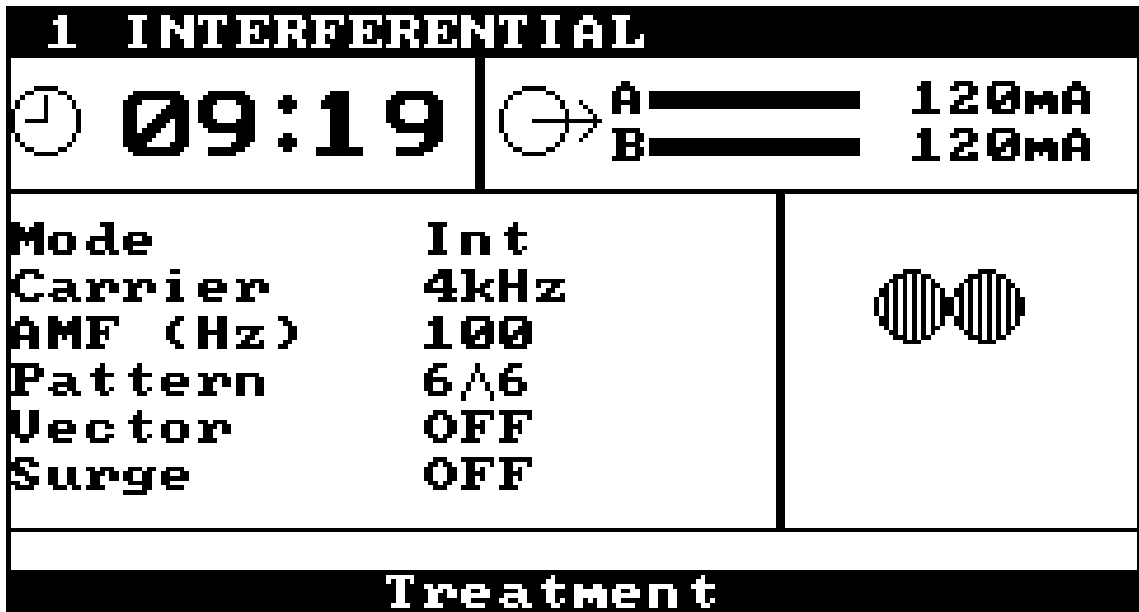 1 INTERFERENTIAL
09:19
A 120mA
B 120mA
Mode Int
Carrier 4kHz
AMF (Hz) 100
Pattern 6/\6
Vector OFF
Surge OFF
Treatment